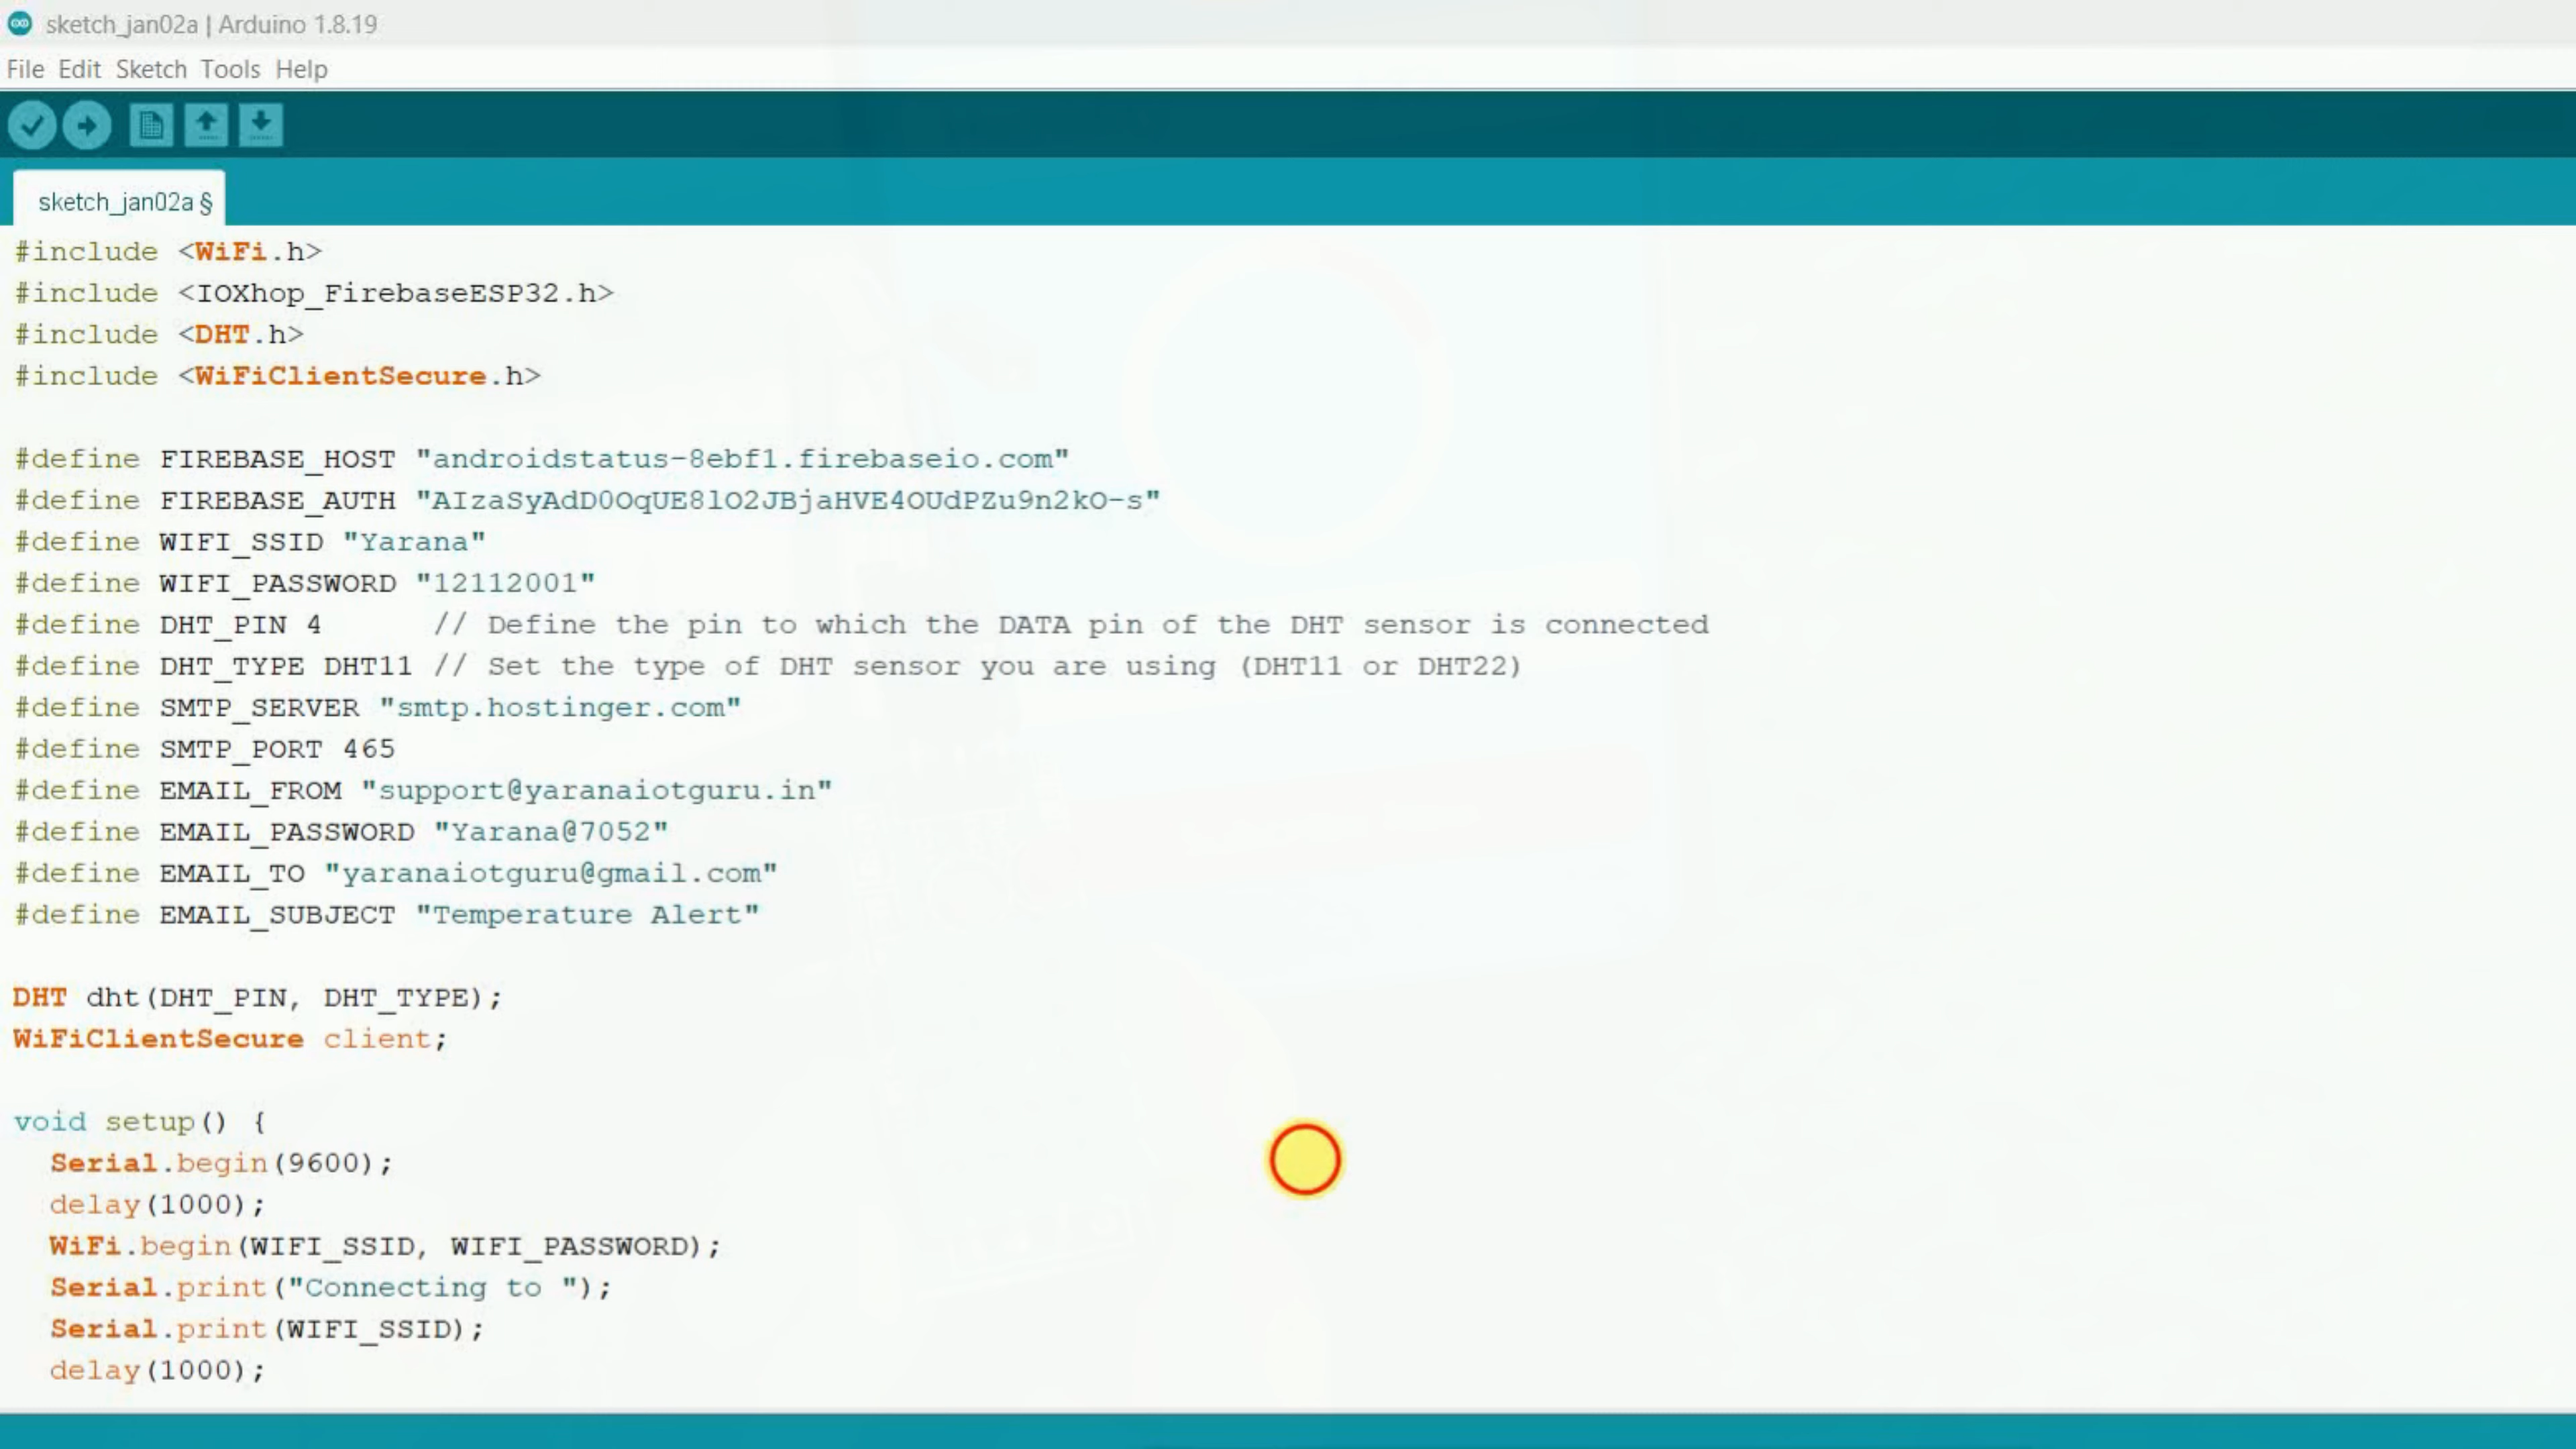 sketch_jan02a | Arduino 1.8.19
File Edit Sketch Tools Help
sketch_jan02a §
#include <WiFi.h>
#include <IOXhop_FirebaseESP32.h>
#include <DHT.h>
#include <WiFiClientSecure.h>
#define FIREBASE_HOST "androidstatus-8ebf1.firebaseio.com"
#define FIREBASE_AUTH "AIzaSyAdD0OqUE8lO2JBjaHVE4OUdPZu9n2kO-s"
#define WIFI_SSID "Yarana"
#define WIFI_PASSWORD "12112001"
#define DHT_PIN 4      // Define the pin to which the DATA pin of the DHT sensor is connected
#define DHT_TYPE DHT11 // Set the type of DHT sensor you are using (DHT11 or DHT22)
#define SMTP_SERVER "smtp.hostinger.com"
#define SMTP_PORT 465
#define EMAIL_FROM "support@yaranaiotguru.in"
#define EMAIL_PASSWORD "Yarana@7052"
#define EMAIL_TO "yaranaiotguru@gmail.com"
#define EMAIL_SUBJECT "Temperature Alert"
DHT dht(DHT_PIN, DHT_TYPE);
WiFiClientSecure client;
void setup() {
  Serial.begin(9600);
  delay(1000);
  WiFi.begin(WIFI_SSID, WIFI_PASSWORD);
  Serial.print("Connecting to ");
  Serial.print(WIFI_SSID);
  delay(1000);